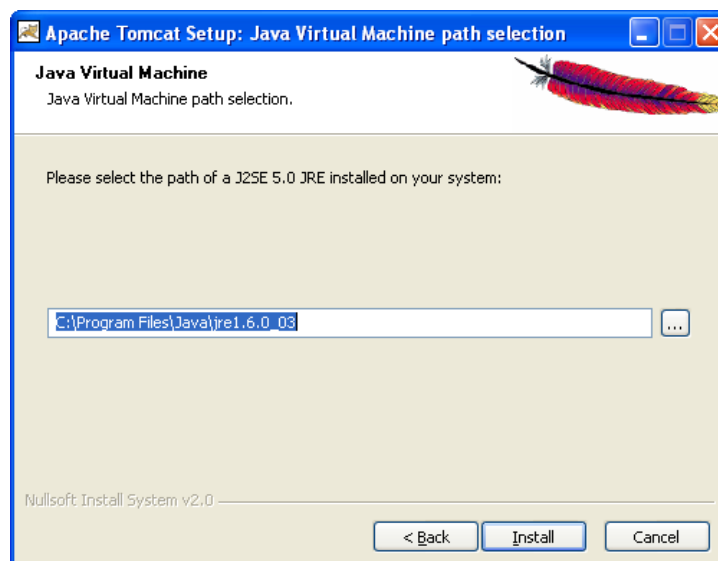 Apache Tomcat Setup: Java Virtual Machine path selection
Java Virtual Machine
Java Virtual Machine path selection.
Please select the path of a J2SE 5.0 JRE installed on your system:
C:\Program Files\Java\jre1.6.0_03
...
Nullsoft Install System v2.0
< Back
Install
Cancel